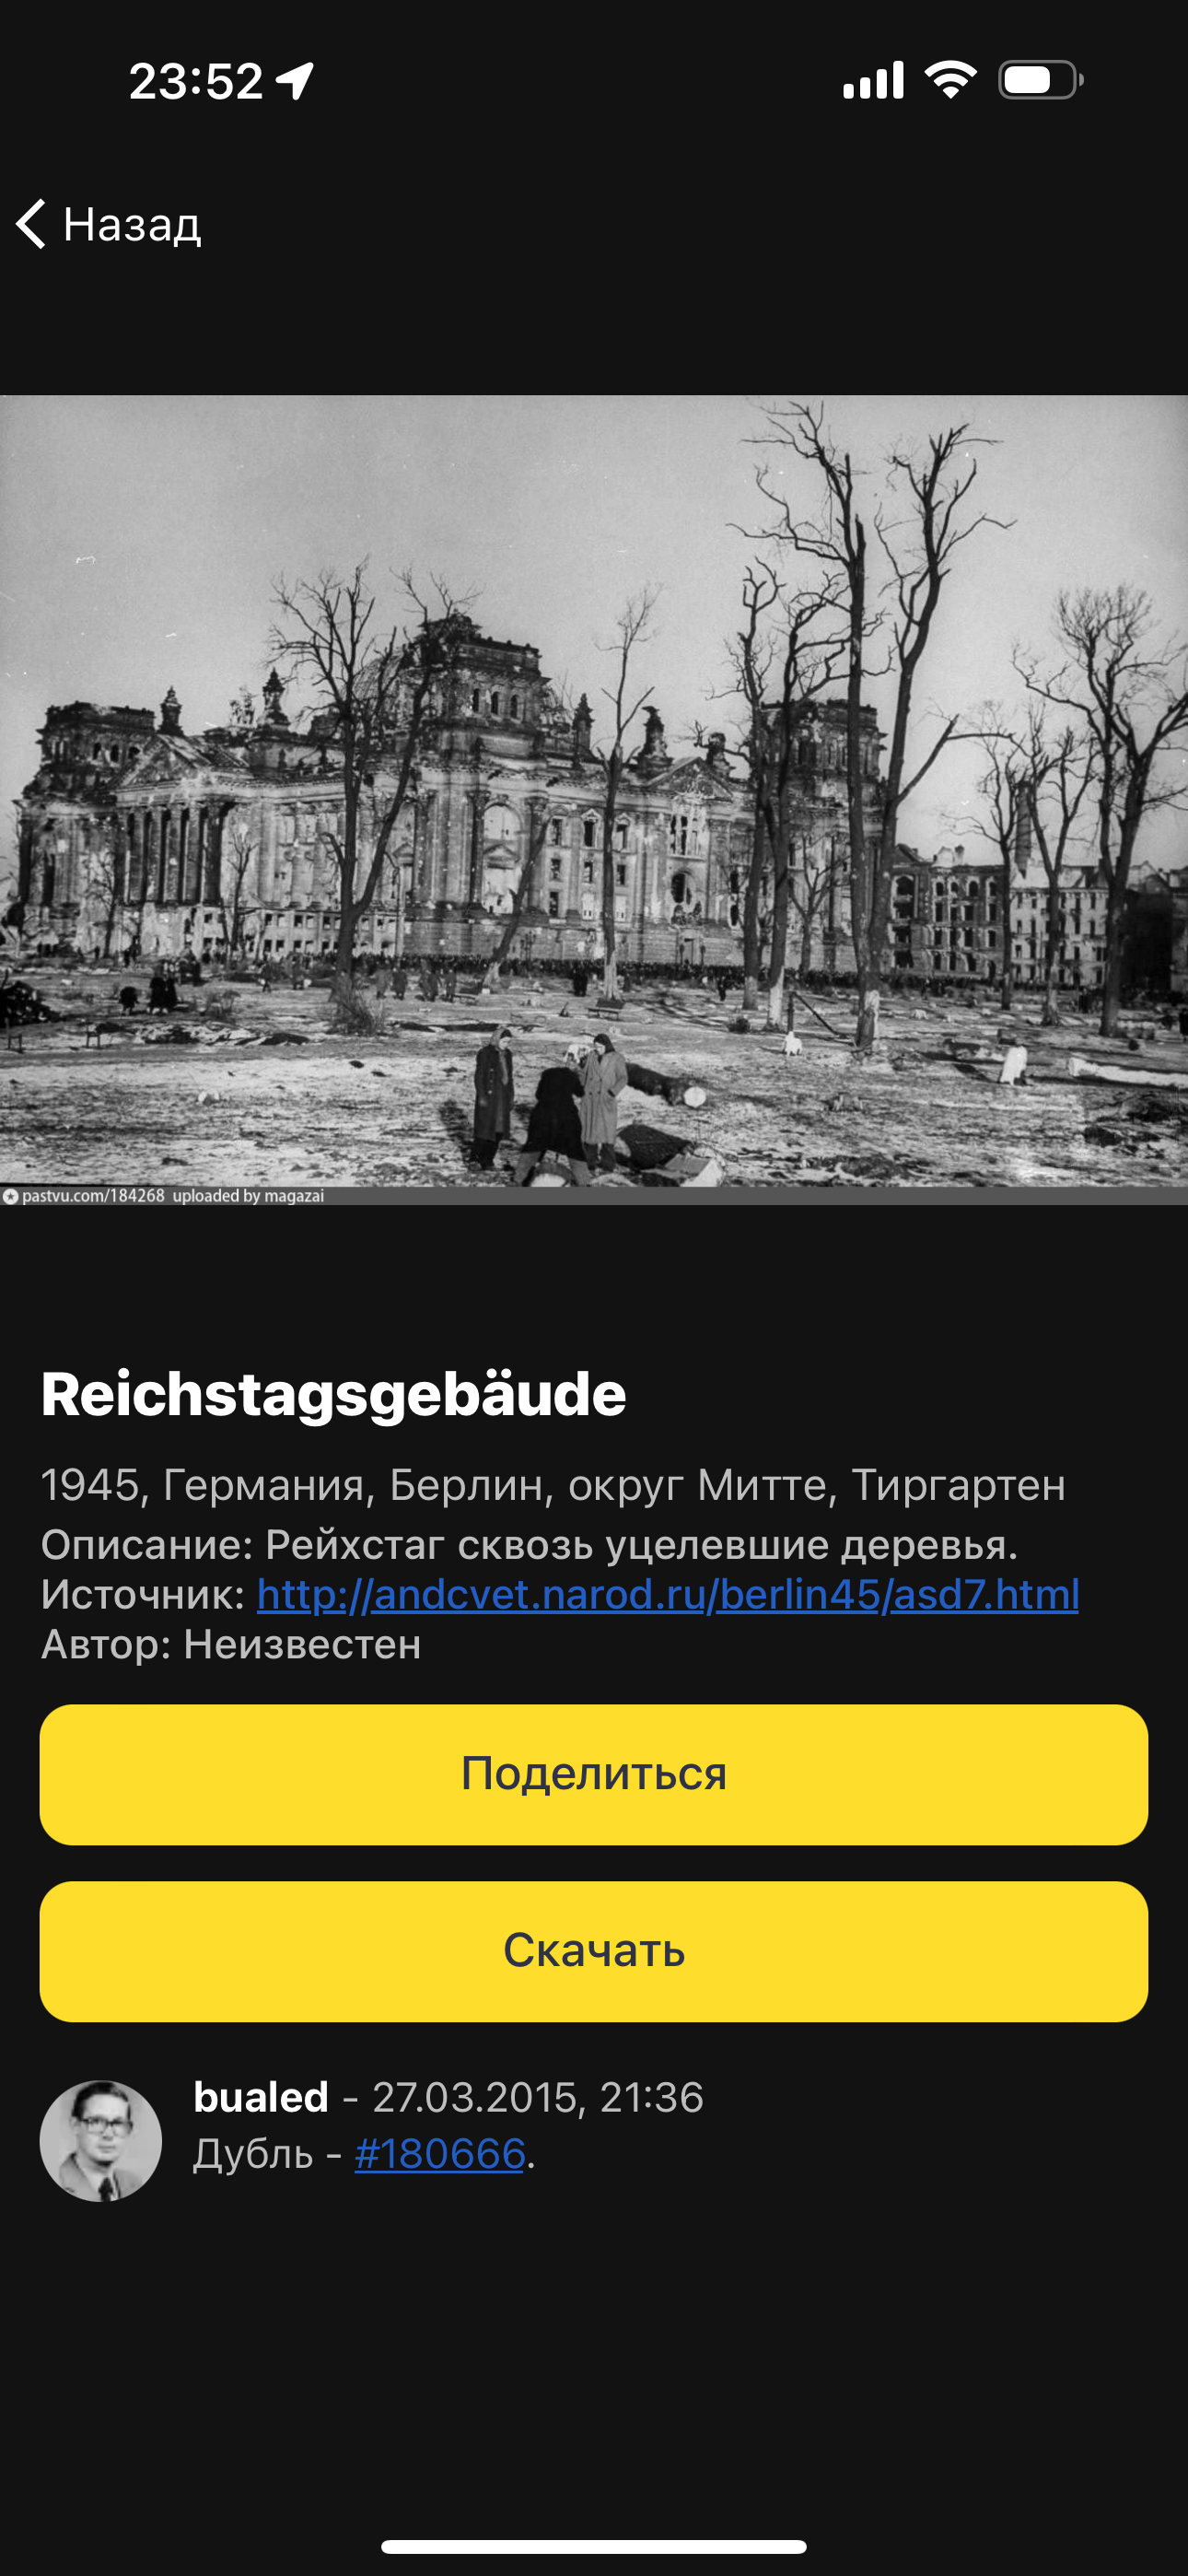 23:52
Назад
pastvu.com/184268 uploaded by magazai
Reichstagsgebäude
1945, Германия, Берлин, округ Митте, Тиргартен
Описание: Рейхстаг сквозь уцелевшие деревья.
Источник: http://andcvet.narod.ru/berlin45/asd7.html
Автор: Неизвестен
Поделиться
Скачать
bualed - 27.03.2015, 21:36
Дубль - #180666.